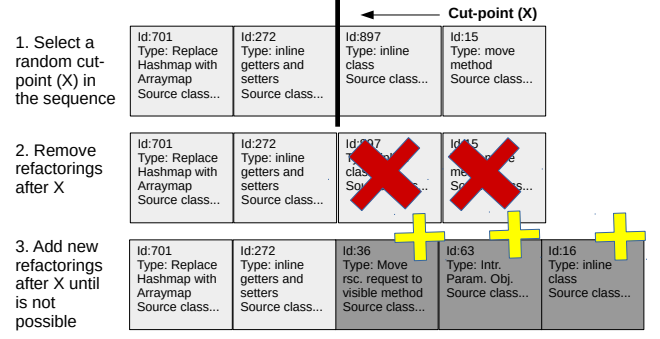 Cut-point (X)
1. Select a
random cut-
point (X) in
the sequence
Id:701
Type: Replace
Hashmap with
Arraymap
Source class...
Id:272
Type: inline
getters and
setters
Source class...
Id:897
Type: inline
class
Source class...
Id:15
Type: move
method
Source class...
2. Remove
refactorings
after X
Id:701
Type: Replace
Hashmap with
Arraymap
Source class...
Id:272
Type: inline
getters and
setters
Source class...
3. Add new
refactorings
after X until
is not
possible
Id:701
Type: Replace
Hashmap with
Arraymap
Source class...
Id:272
Type: inline
getters and
setters
Source class...
Id:36
Type: Move
rsc. request to
visible method
Source class...
Id:63
Type: Intr.
Param. Obj.
Source class...
Id:16
Type: inline
class
Source class...